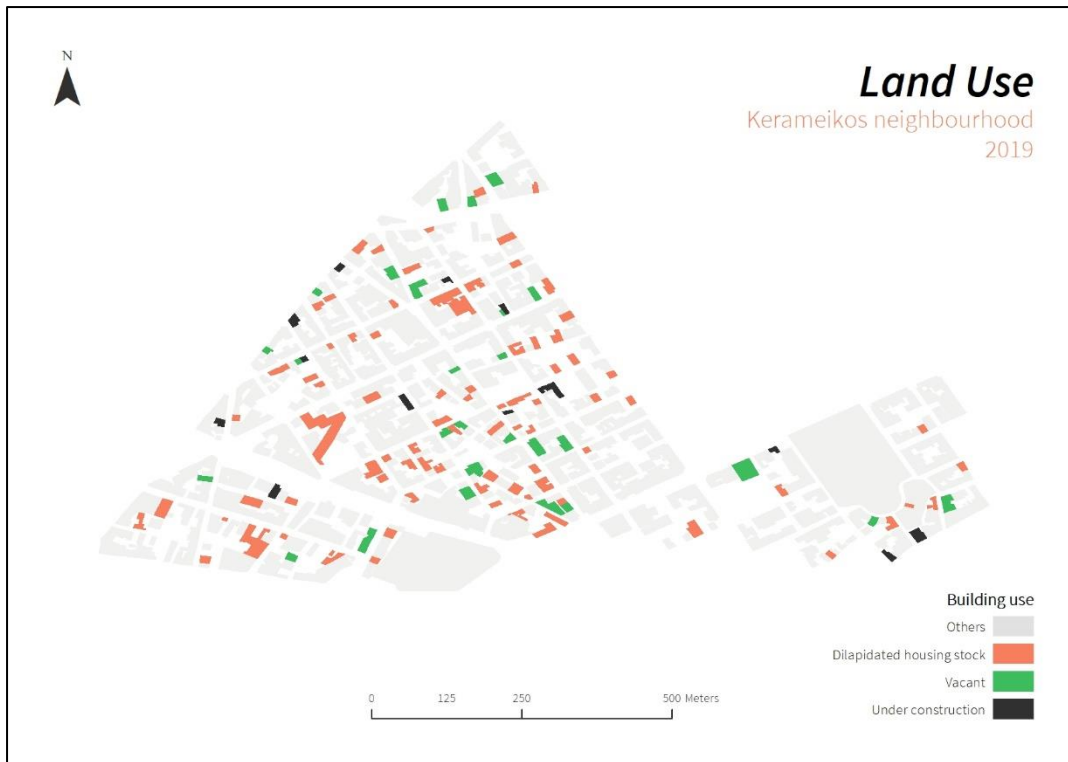 N
Land Use
Kerameikos neighbourhood
2019
Building use
Others
Dilapidated housing stock
Vacant
Under construction
0 125 250 500 Meters